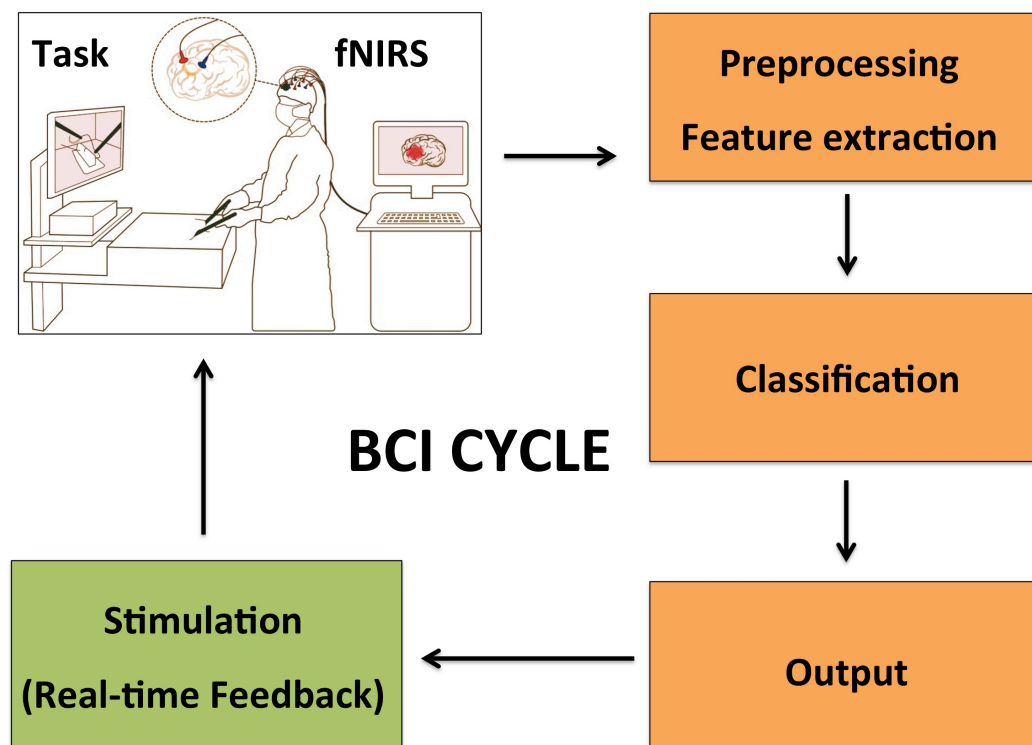 Task
fNIRS
Preprocessing
Feature extraction
Classification
BCI CYCLE
Stimulation
(Real-time Feedback)
Output